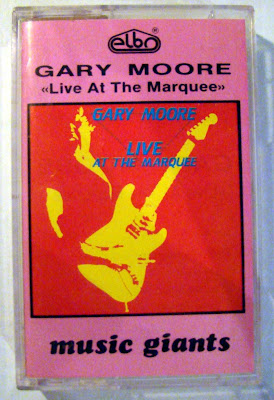 elbo
GARY MOORE
«Live At The Marquee»
GARY MOORE
LIVE
AT THE MARQUEE
music giants